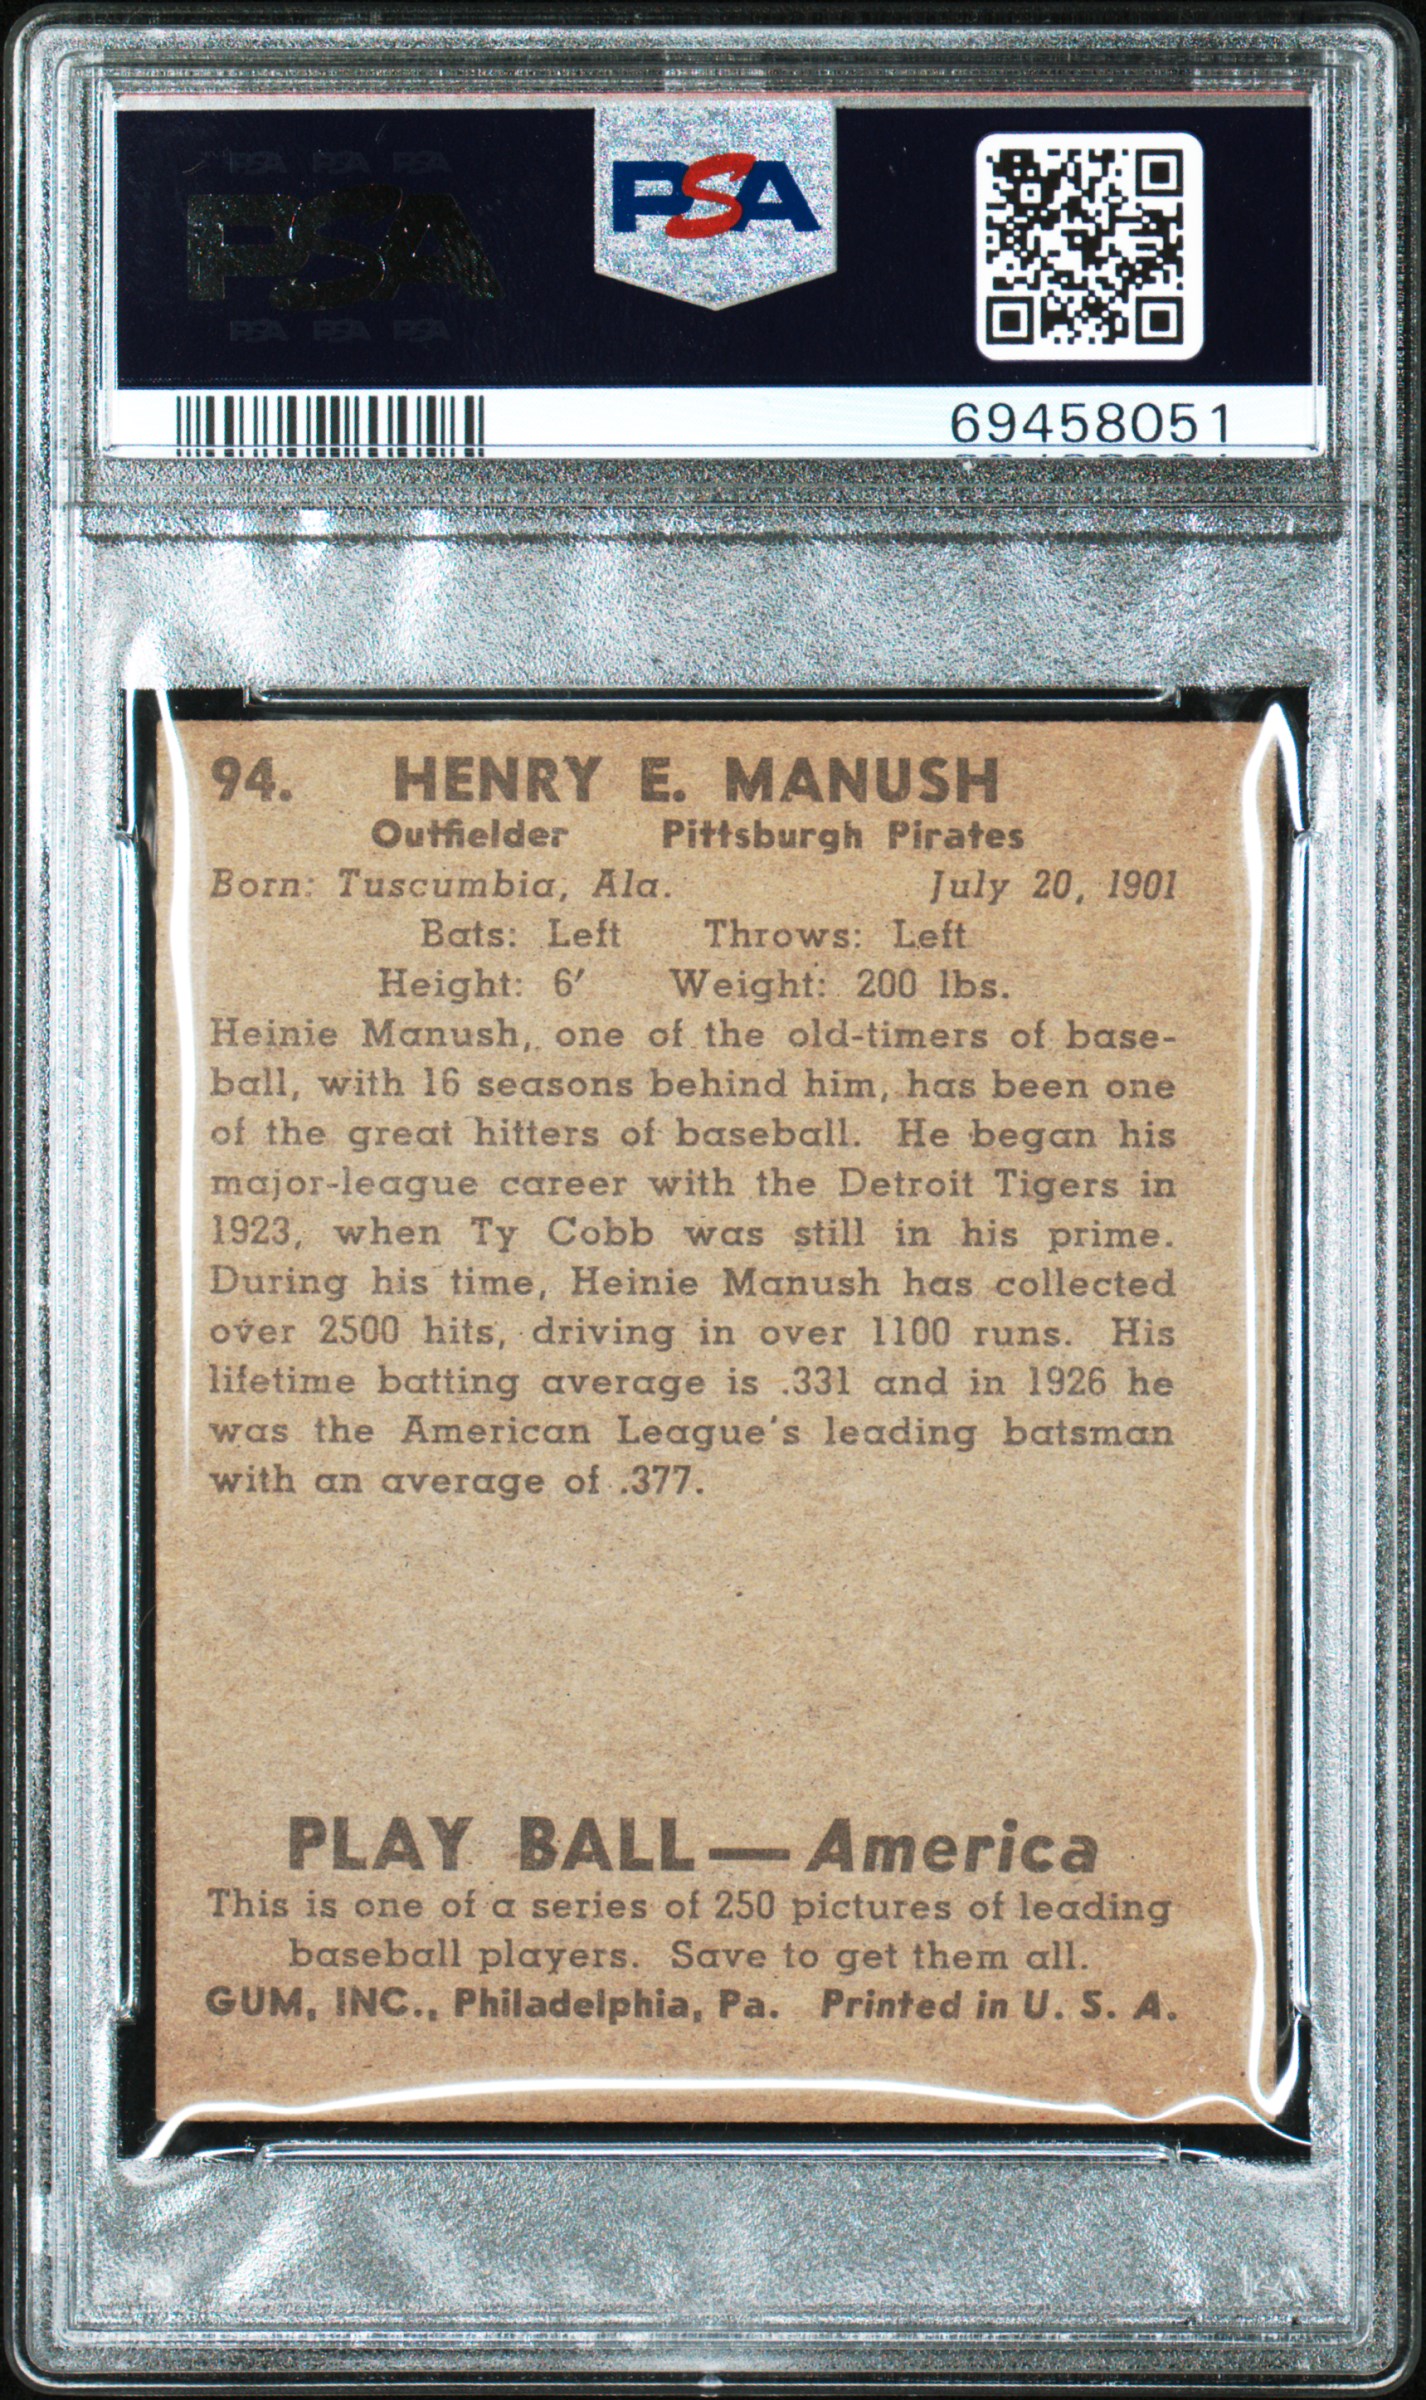 PSA PSA PSA
PSA
PSA PSA PSA
PSA
69458051
94. HENRY E. MANUSH
Outfielder Pittsburgh Pirates
Born: Tuscumbia, Ala. July 20, 1901
Bats: Left Throws: Left
Height: 6′ Weight: 200 lbs.
Heinie Manush, one of the old-timers of base-
ball, with 16 seasons behind him, has been one
of the great hitters of baseball. He began his
major-league career with the Detroit Tigers in
1923, when Ty Cobb was still in his prime.
During his time, Heinie Manush has collected
over 2500 hits, driving in over 1100 runs. His
lifetime batting average is .331 and in 1926 he
was the American League's leading batsman
with an average of .377.
PLAY BALL—America
This is one of a series of 250 pictures of leading
baseball players. Save to get them all.
GUM, INC., Philadelphia, Pa. Printed in U. S. A.